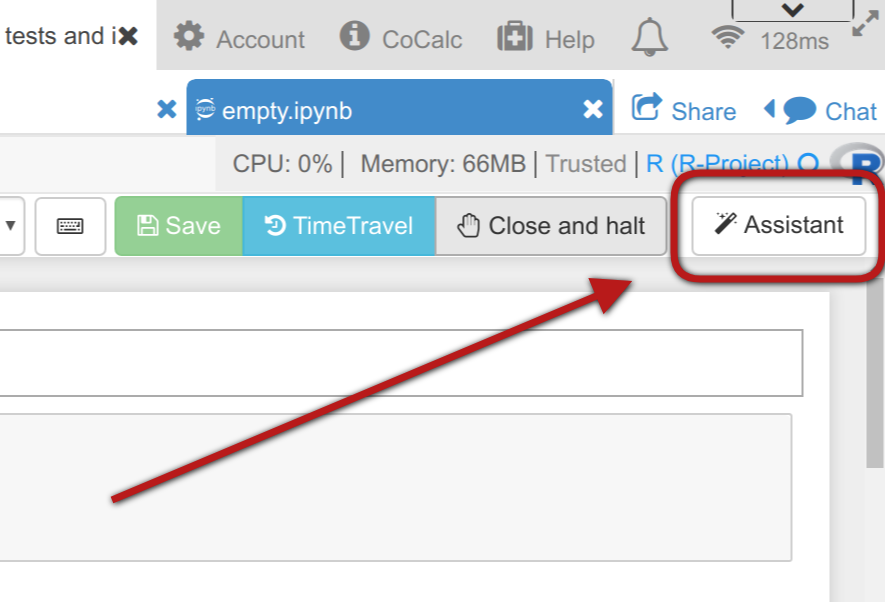 tests and i
Account
CoCalc
Help
128ms
ipynb
empty.ipynb
Share
Chat
CPU: 0% | Memory: 66MB | Trusted | R (R-Project)
R
Save
TimeTravel
Close and halt
Assistant